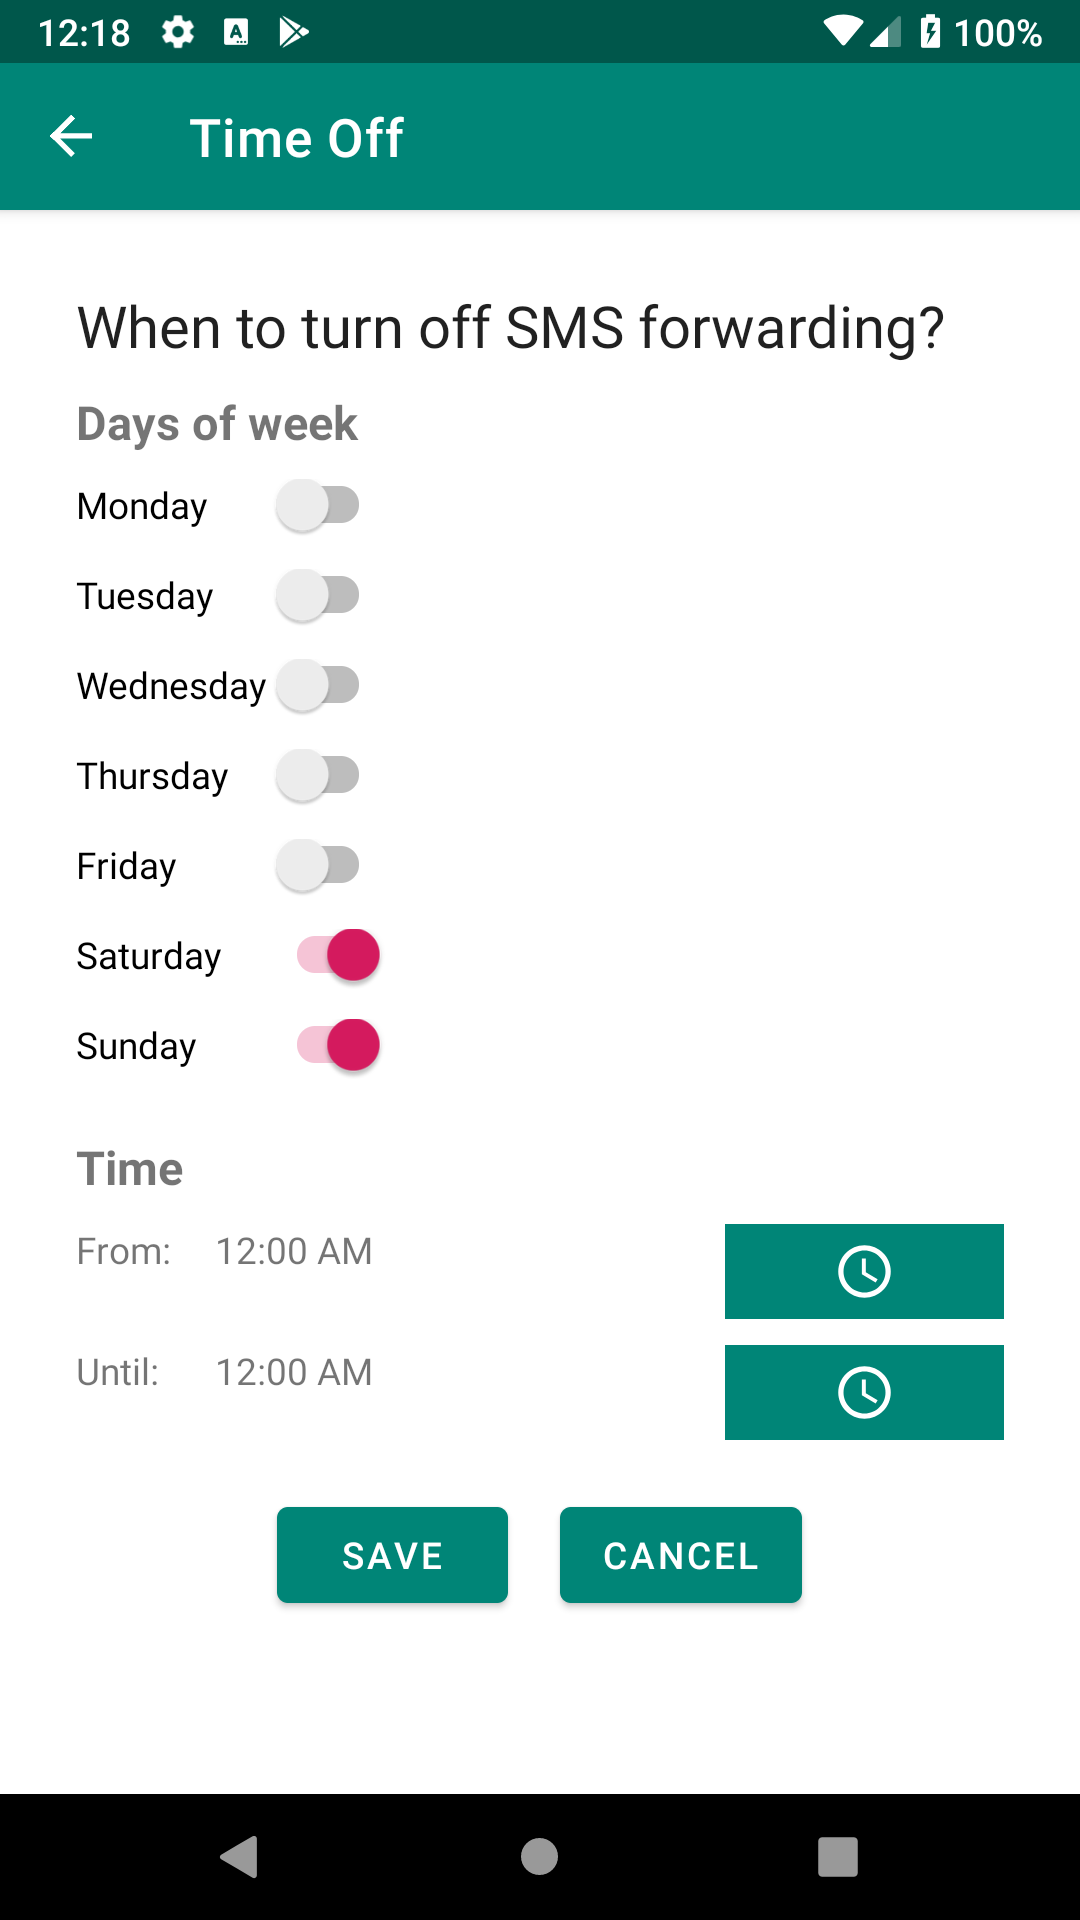 12:18
100%
Time Off
When to turn off SMS forwarding?
Days of week
Monday
Tuesday
Wednesday
Thursday
Friday
Saturday
Sunday
Time
From: 12:00 AM
Until: 12:00 AM
SAVE CANCEL